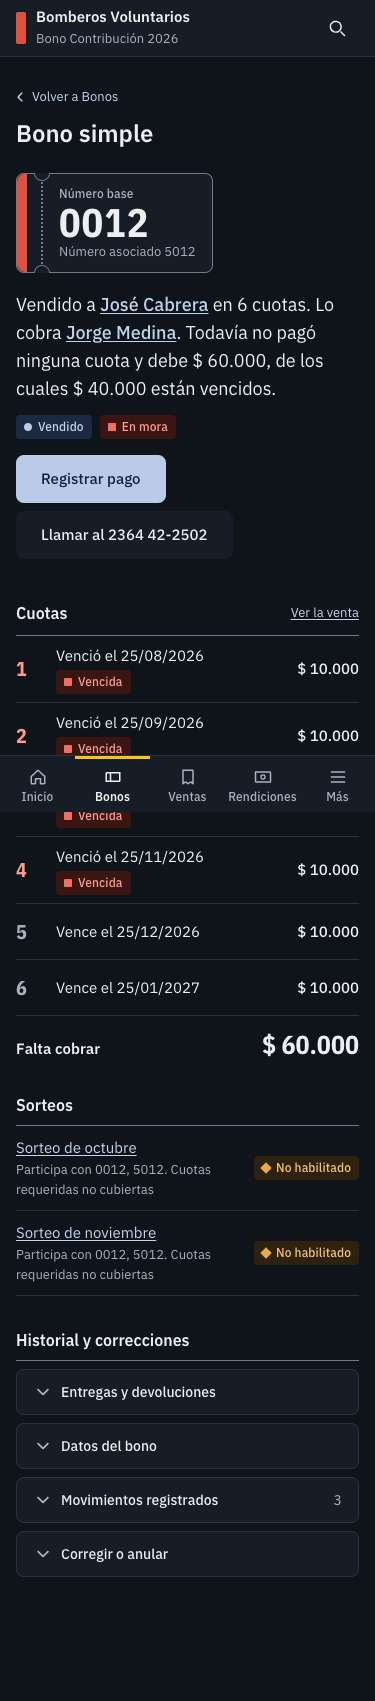 Bomberos Voluntarios
Bono Contribución 2026
Volver a Bonos
Bono simple
Número base
0012
Número asociado 5012
Vendido a José Cabrera en 6 cuotas. Lo
cobra Jorge Medina. Todavía no pagó
ninguna cuota y debe $ 60.000, de los
cuales $ 40.000 están vencidos.
Vendido
En mora
Registrar pago
Llamar al 2364 42-2502
Cuotas
Ver la venta
1
Venció el 25/08/2026
Vencida
$ 10.000
2
Venció el 25/09/2026
Vencida
$ 10.000
Inicio
Bonos
Ventas
Rendiciones
Más
Vencida
4
Venció el 25/11/2026
Vencida
$ 10.000
5
Vence el 25/12/2026
$ 10.000
6
Vence el 25/01/2027
$ 10.000
Falta cobrar
$ 60.000
Sorteos
Sorteo de octubre
Participa con 0012, 5012. Cuotas
requeridas no cubiertas
No habilitado
Sorteo de noviembre
Participa con 0012, 5012. Cuotas
requeridas no cubiertas
No habilitado
Historial y correcciones
Entregas y devoluciones
Datos del bono
Movimientos registrados
3
Corregir o anular